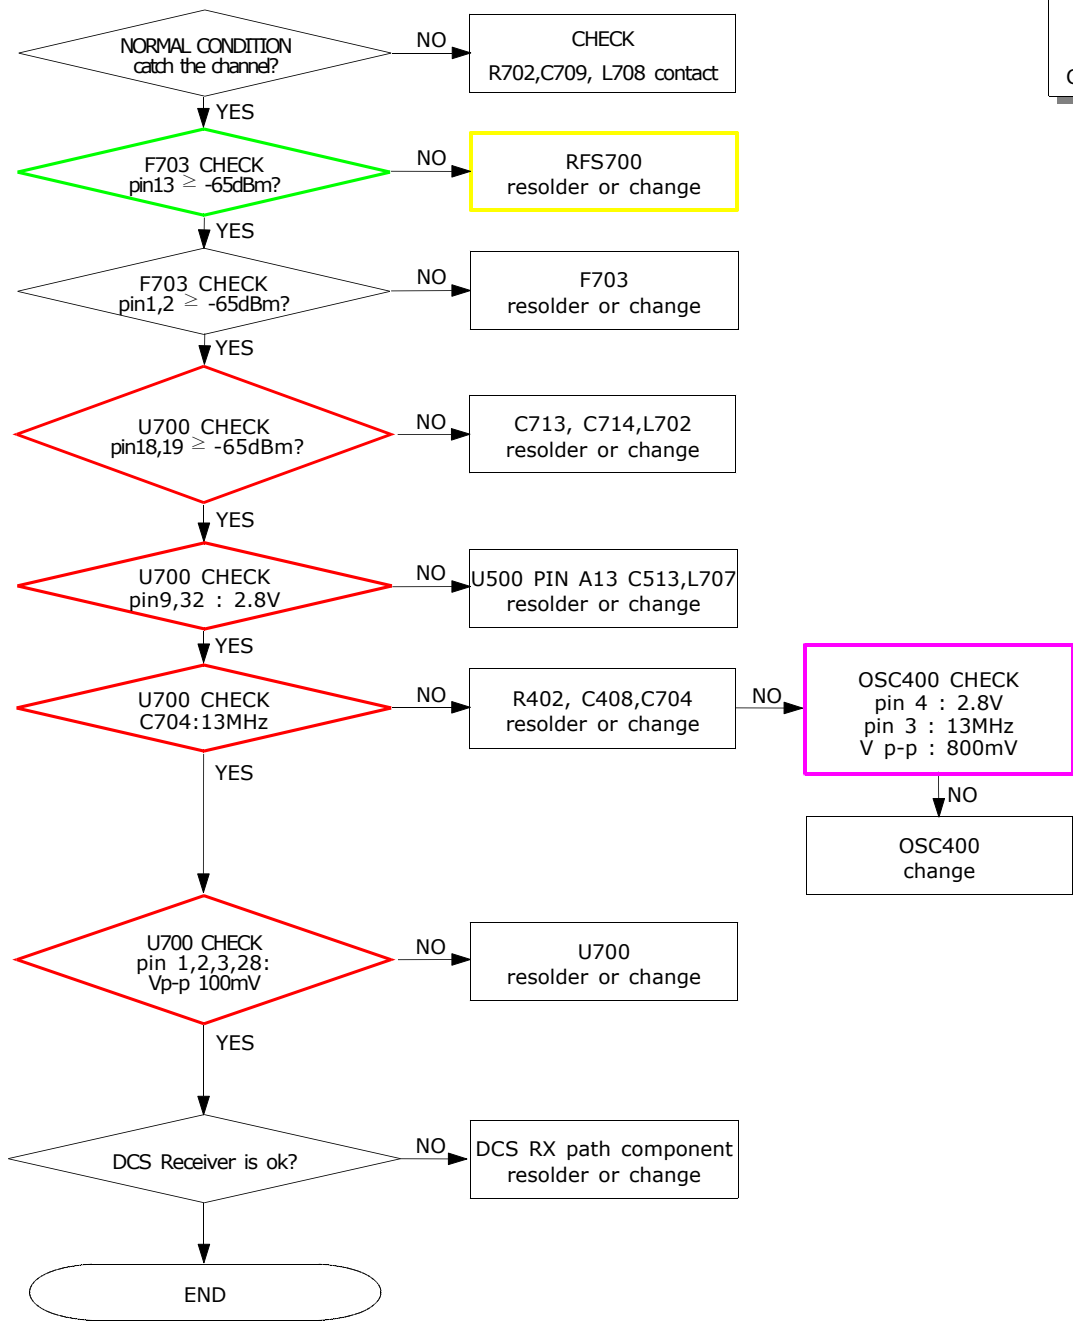 NORMAL CONDITION
catch the channel?
NO
CHECK
R702,C709, L708 contact
C
YES
F703 CHECK
pin13 ≥ -65dBm?
NO
RFS700
resolder or change
YES
F703 CHECK
pin1,2 ≥ -65dBm?
NO
F703
resolder or change
YES
U700 CHECK
pin18,19 ≥ -65dBm?
NO
C713, C714,L702
resolder or change
YES
U700 CHECK
pin9,32 : 2.8V
NO
U500 PIN A13 C513,L707
resolder or change
YES
U700 CHECK
C704:13MHz
NO
R402, C408,C704
resolder or change
NO
OSC400 CHECK
pin 4 : 2.8V
pin 3 : 13MHz
V p-p : 800mV
YES
NO
OSC400
change
U700 CHECK
pin 1,2,3,28:
Vp-p 100mV
NO
U700
resolder or change
YES
DCS Receiver is ok?
NO
DCS RX path component
resolder or change
END